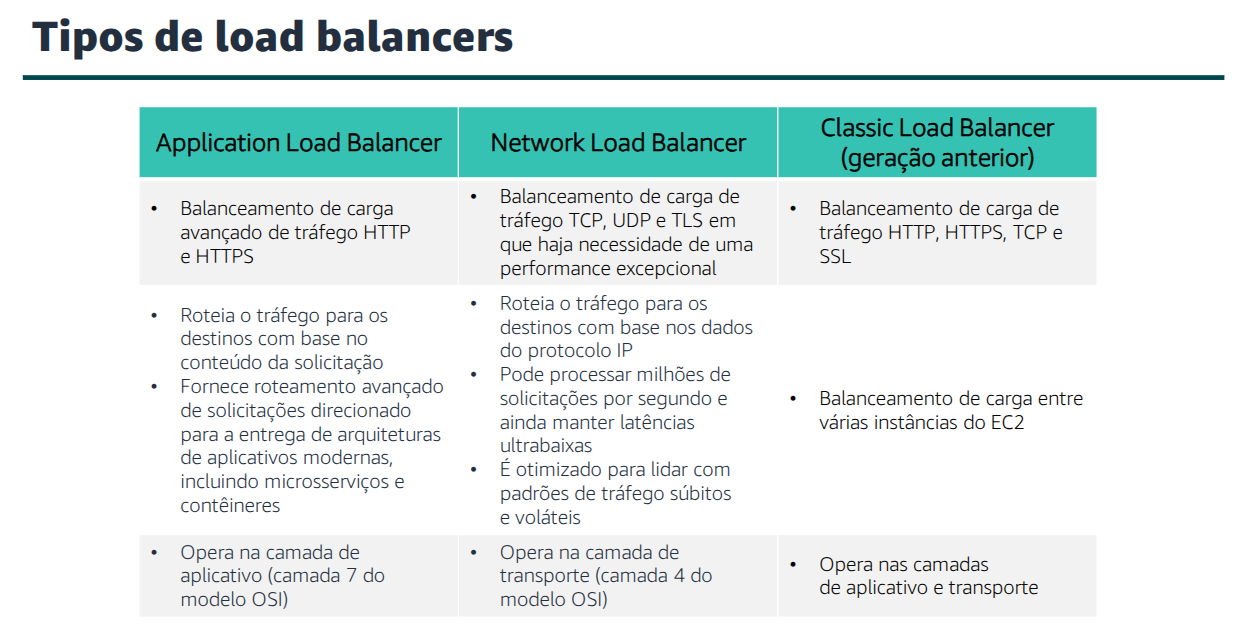 Tipos de load balancers
Application Load Balancer
Network Load Balancer
Classic Load Balancer
(geração anterior)
• Balanceamento de carga
avançado de tráfego HTTP
e HTTPS
• Balanceamento de carga de
tráfego TCP, UDP e TLS em
que haja necessidade de uma
performance excepcional
• Balanceamento de carga de
tráfego HTTP, HTTPS, TCP e
SSL
• Roteia o tráfego para os
destinos com base no
conteúdo da solicitação
• Fornece roteamento avançado
de solicitações direcionado
para a entrega de arquiteturas
de aplicativos modernas,
incluindo microsserviços e
contêineres
• Roteia o tráfego para os
destinos com base nos dados
do protocolo IP
• Pode processar milhões de
solicitações por segundo e
ainda manter latências
ultrabaixas
• É otimizado para lidar com
padrões de tráfego súbitos
e voláteis
• Balanceamento de carga entre
várias instâncias do EC2
• Opera na camada de
aplicativo (camada 7 do
modelo OSI)
• Opera na camada de
transporte (camada 4 do
modelo OSI)
• Opera nas camadas
de aplicativo e transporte